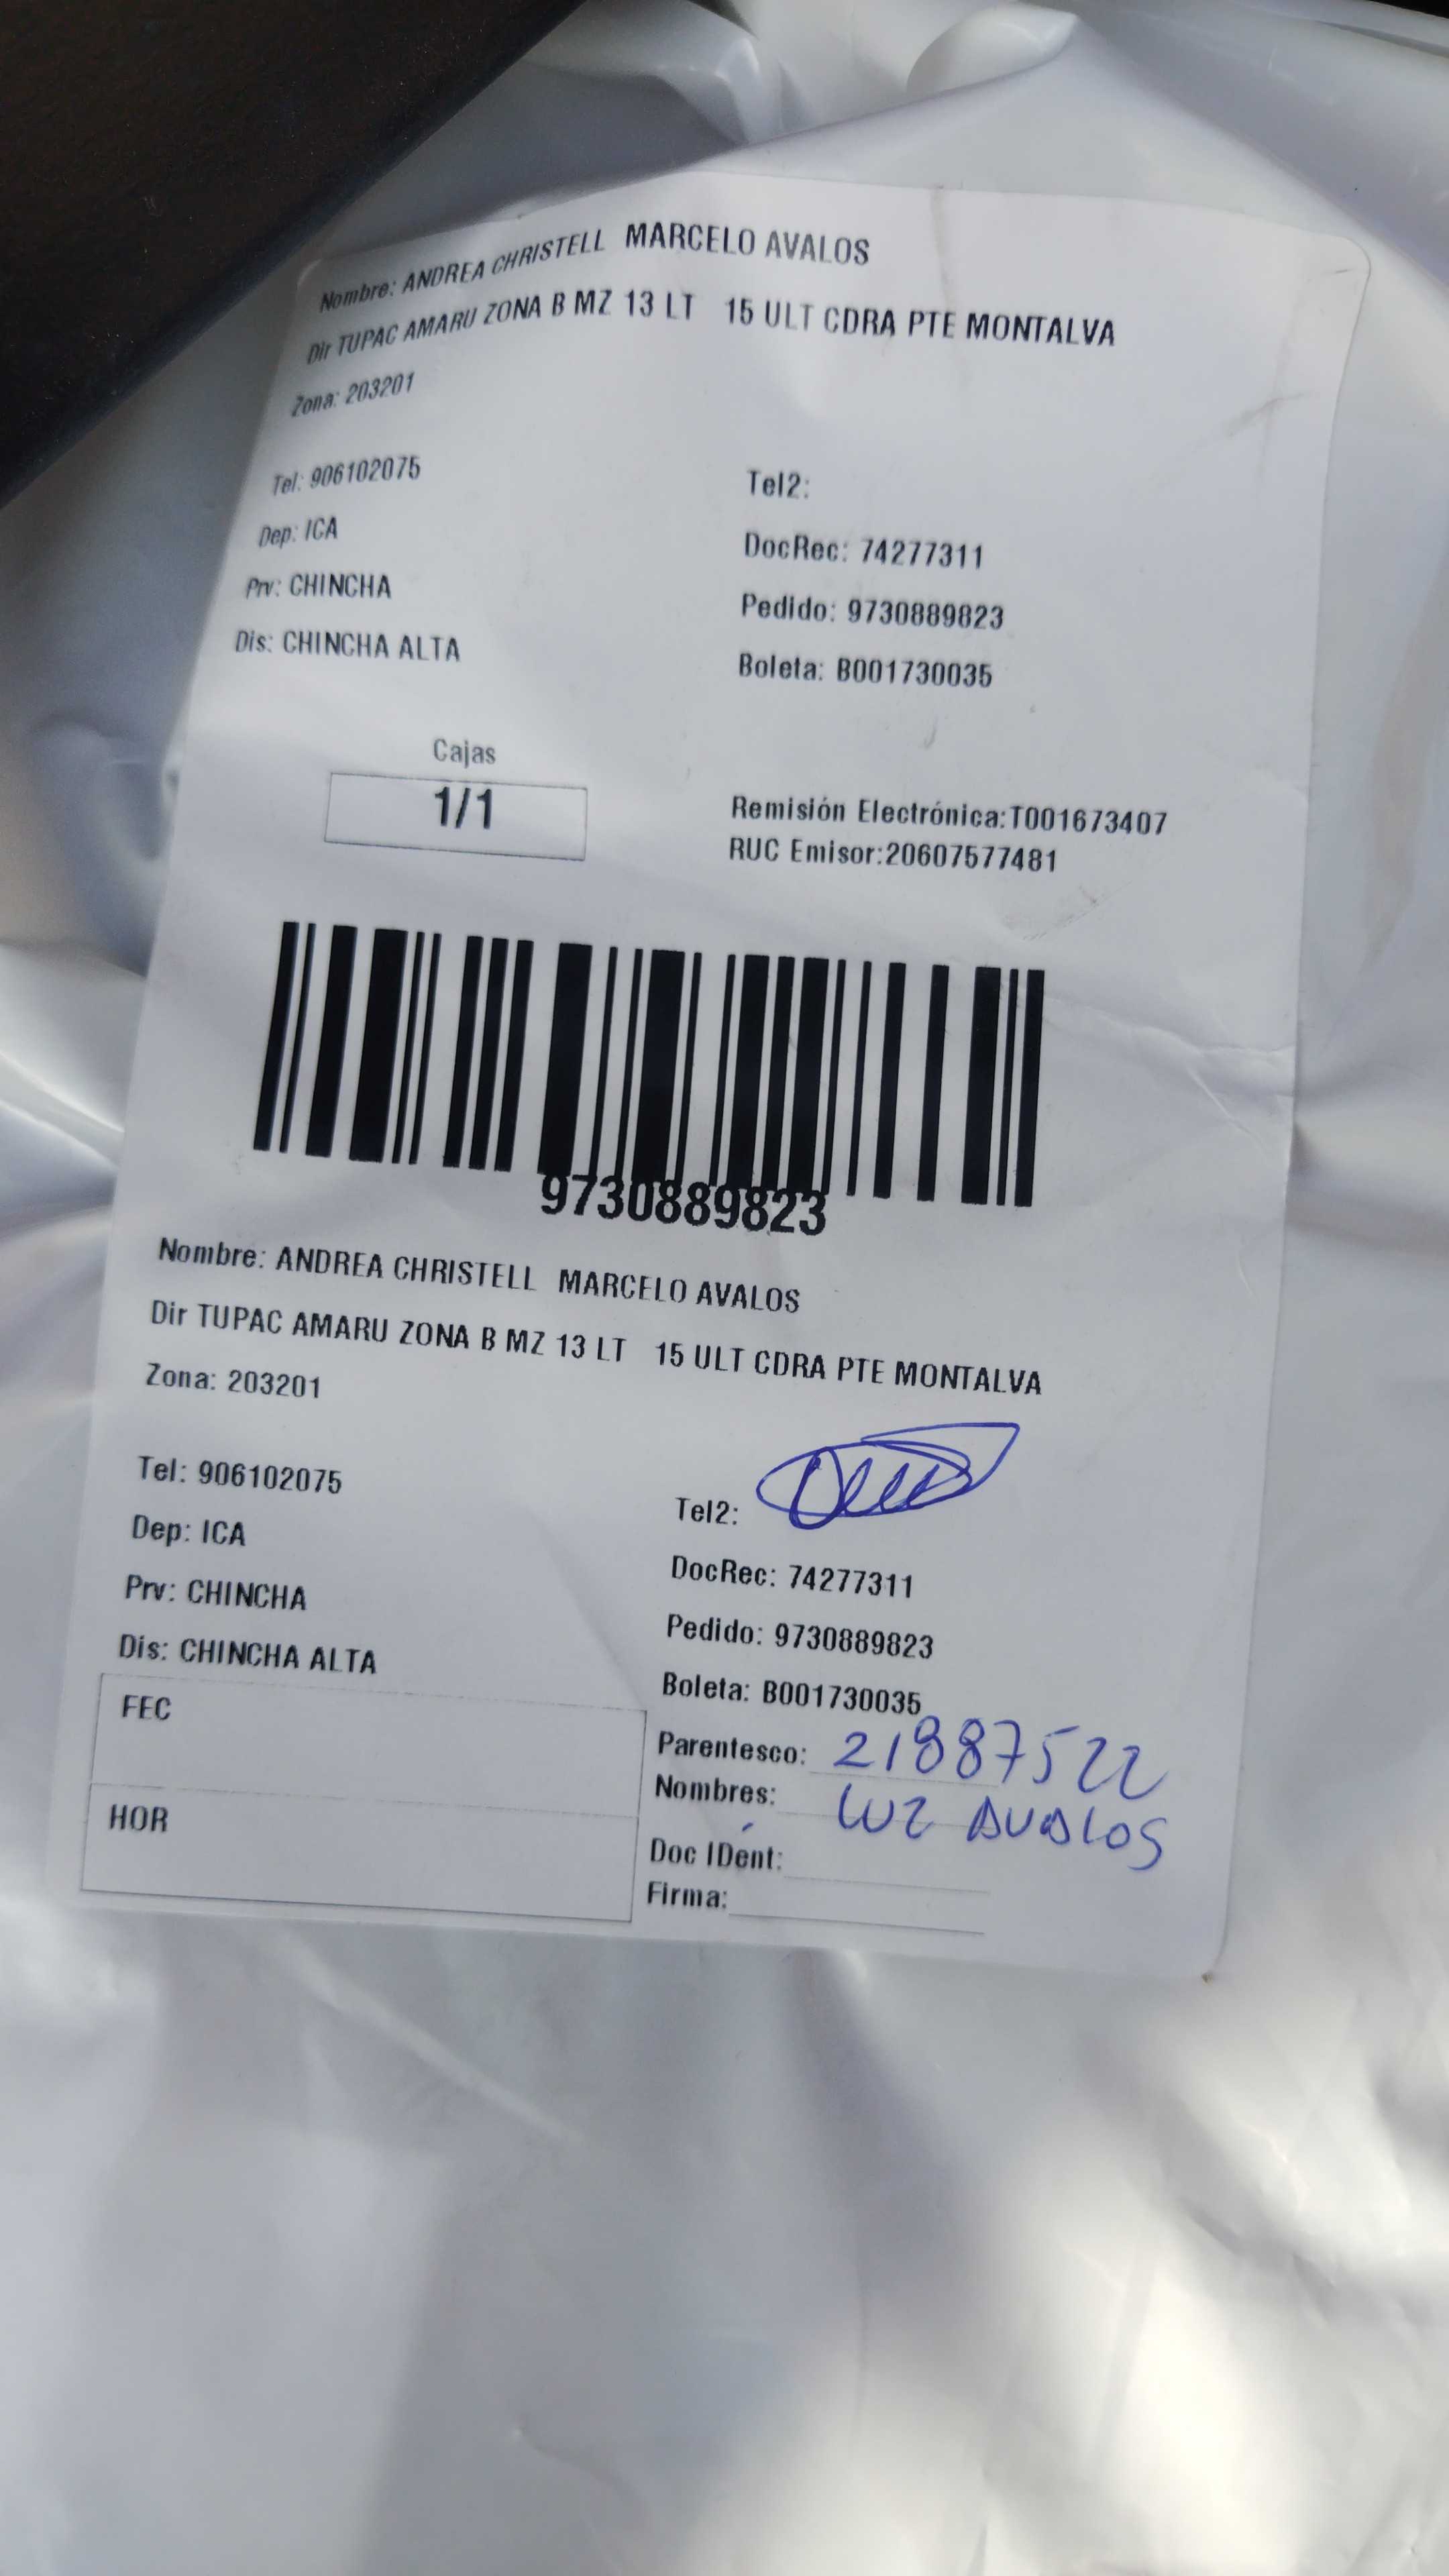 Nombre: ANDREA CHRISTELL MARCELO AVALOS
Dir TUPAC AMARU ZONA B MZ 13 LT 15 ULT CDRA PTE MONTALVA
Zona: 203201
Tel: 906102075 Tel2:
Dep: ICA DocRec: 74277311
Prv: CHINCHA Pedido: 9730889823
Dis: CHINCHA ALTA Boleta: B001730035
Cajas
1/1
Remisión Electrónica:T001673407
RUC Emisor:20607577481
9730889823
Nombre: ANDREA CHRISTELL MARCELO AVALOS
Dir TUPAC AMARU ZONA B MZ 13 LT 15 ULT CDRA PTE MONTALVA
Zona: 203201
Tel: 906102075 Tel2:
Dep: ICA DocRec: 74277311
Prv: CHINCHA Pedido: 9730889823
Dis: CHINCHA ALTA Boleta: B001730035
FEC
HOR
Parentesco: 21887522
Nombres: LUZ AVALOS
Doc IDent:
Firma: